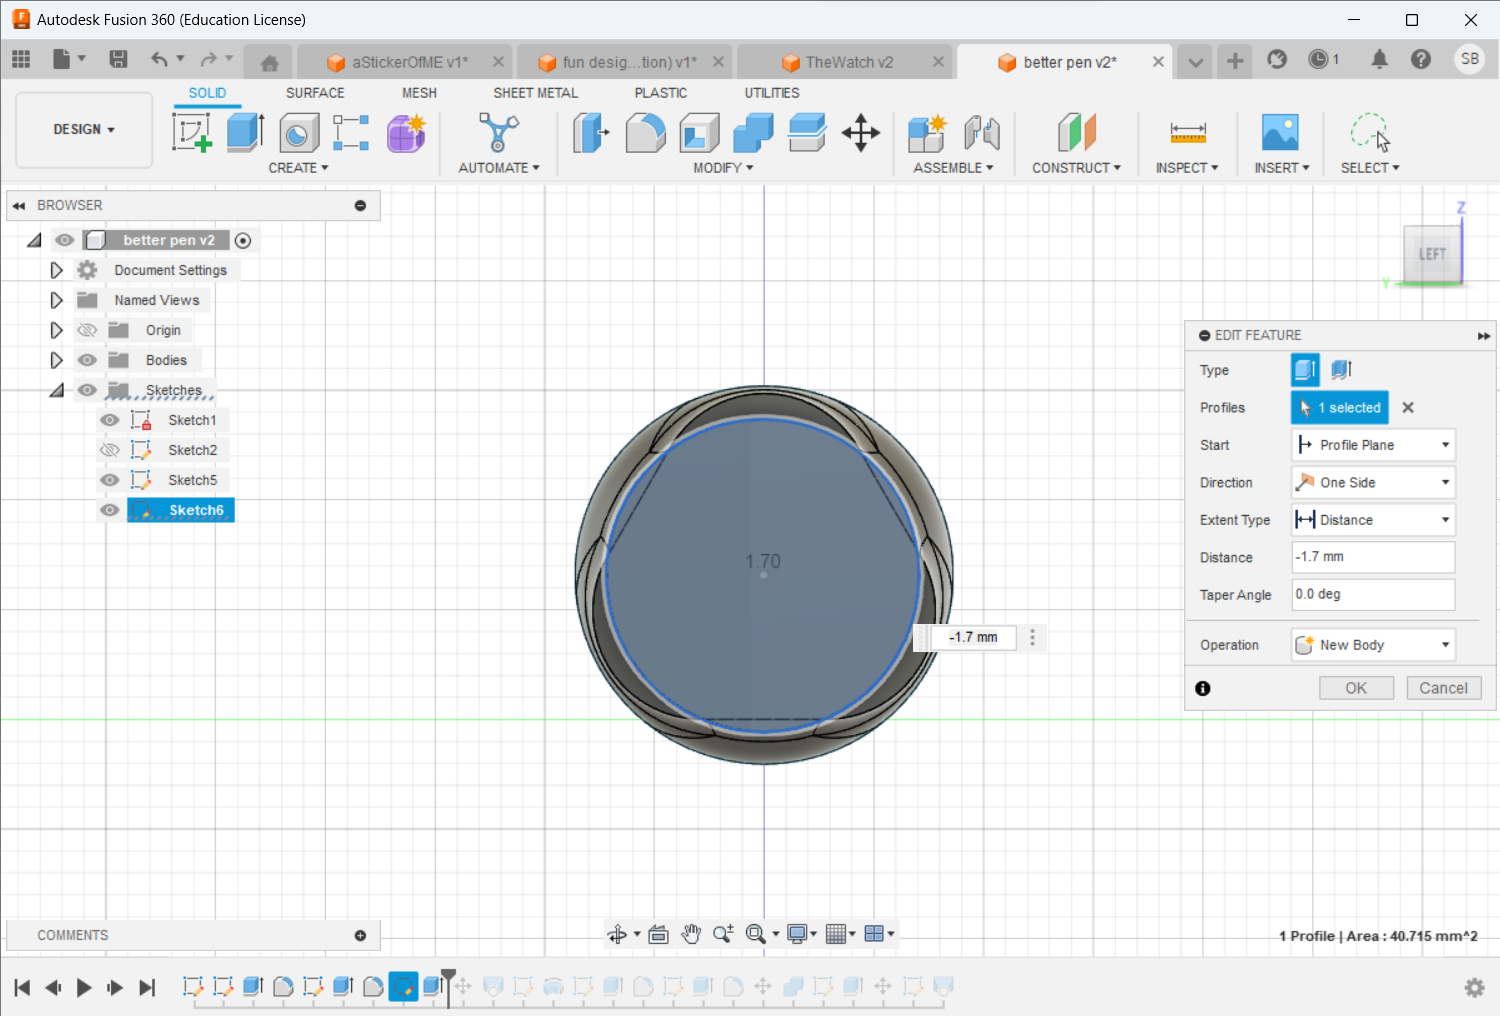 Autodesk Fusion 360 (Education License)
aStickerOfME v1*
fun desig...tion) v1*
TheWatch v2
better pen v2*
1
SB
DESIGN
SOLID
SURFACE
MESH
SHEET METAL
PLASTIC
UTILITIES
CREATE
AUTOMATE
MODIFY
ASSEMBLE
CONSTRUCT
INSPECT
INSERT
SELECT
BROWSER
better pen v2
Document Settings
Named Views
Origin
Bodies
Sketches
Sketch1
Sketch2
Sketch5
Sketch6
Z
LEFT
Y
1.70
-1.7 mm
EDIT FEATURE
Type
Profiles
1 selected
Start
Profile Plane
Direction
One Side
Extent Type
Distance
Distance
-1.7 mm
Taper Angle
0.0 deg
Operation
New Body
OK
Cancel
COMMENTS
1 Profile | Area : 40.715 mm^2